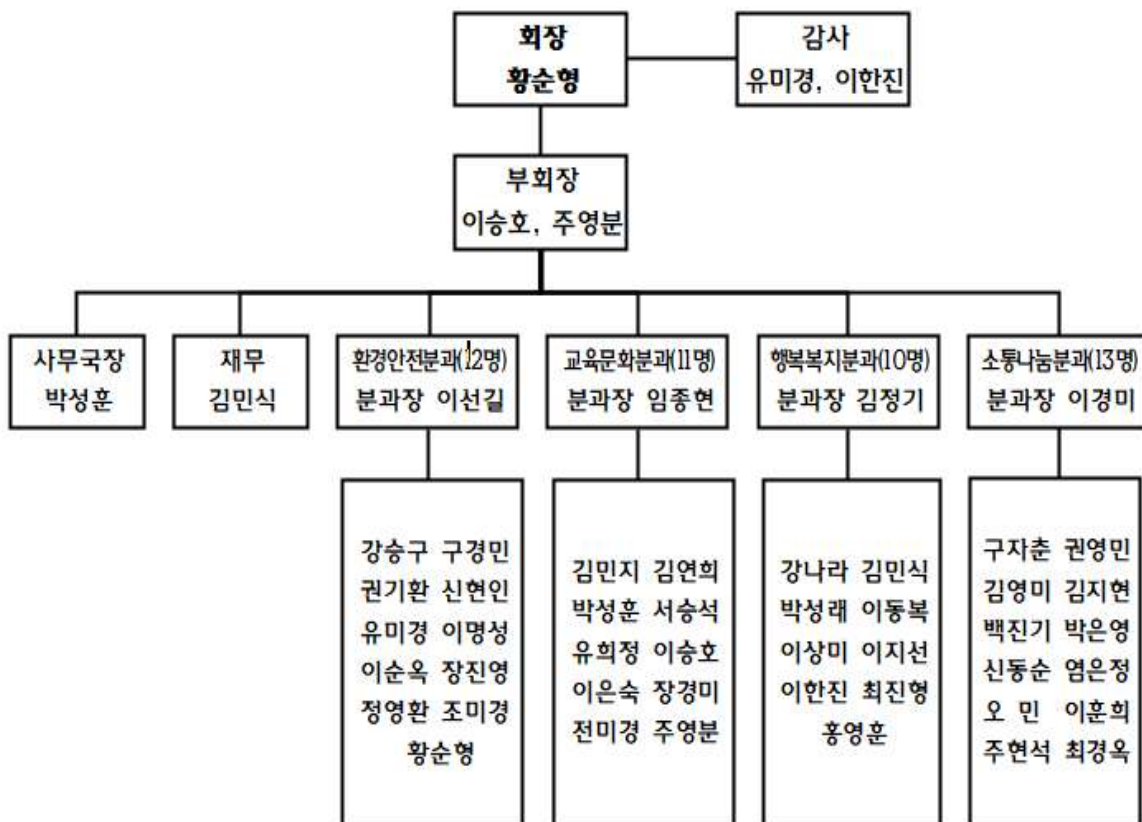 회장
황순형
감사
유미경, 이한진
부회장
이승호, 주영분
사무국장
박성훈
재무
김민식
환경안전분과(12명)
분과장 이선길
교육문화분과(11명)
분과장 임종현
행복복지분과(10명)
분과장 김정기
소통나눔분과(13명)
분과장 이경미
강승구 구경민
권기환 신현인
유미경 이명성
이순옥 장진영
정영환 조미경
황순형
김민지 김연희
박성훈 서승석
유희정 이승호
이은숙 장경미
전미경 주영분
강나라 김민식
박성래 이동복
이상미 이지선
이한진 최진형
홍영훈
구자춘 권영민
김영미 김지현
백진기 박은영
신동순 염은정
오 민 이훈희
주현석 최경옥